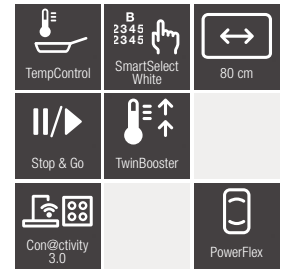 B
2345
2345
TempControl
SmartSelect
White
80 cm
Stop & Go
TwinBooster
Con@ctivity
3.0
PowerFlex